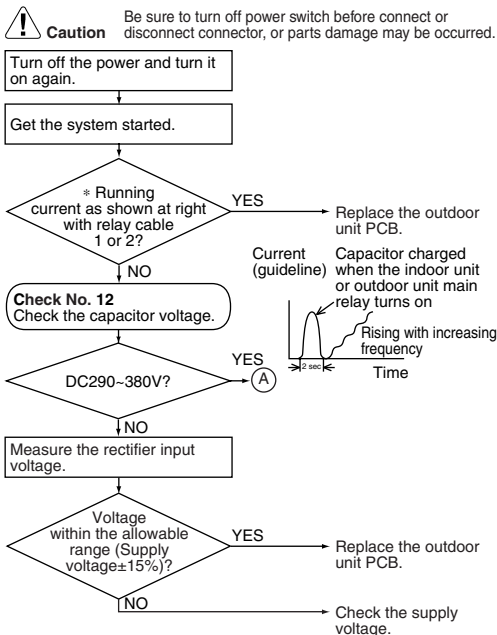 Caution
Be sure to turn off power switch before connect or
disconnect connector, or parts damage may be occurred.
Turn off the power and turn it
on again.
Get the system started.
* Running
current as shown at right
with relay cable
1 or 2?
YES
Replace the outdoor
unit PCB.
NO
Current
(guideline)
Capacitor charged
when the indoor unit
or outdoor unit main
relay turns on
Rising with increasing
frequency
2 sec
Time
Check No. 12
Check the capacitor voltage.
DC290~380V?
YES
A
NO
Measure the rectifier input
voltage.
Voltage
within the allowable
range (Supply
voltage±15%)?
YES
Replace the outdoor
unit PCB.
NO
Check the supply
voltage.